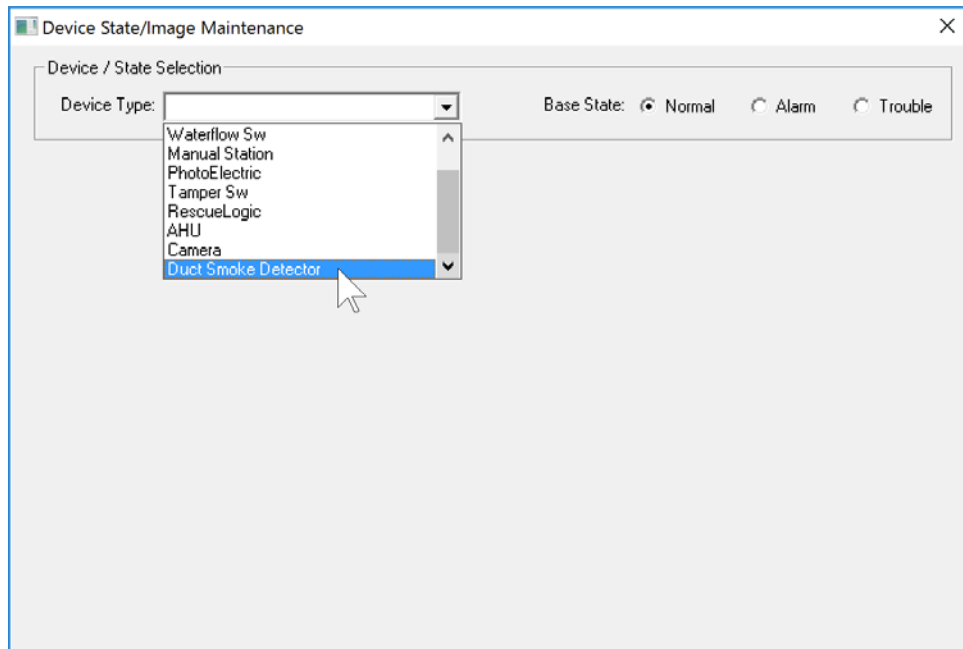 Device State/Image Maintenance
Device / State Selection
Device Type: Base State: Normal Alarm Trouble
Waterflow Sw
Manual Station
PhotoElectric
Tamper Sw
RescueLogic
AHU
Camera
Duct Smoke Detector